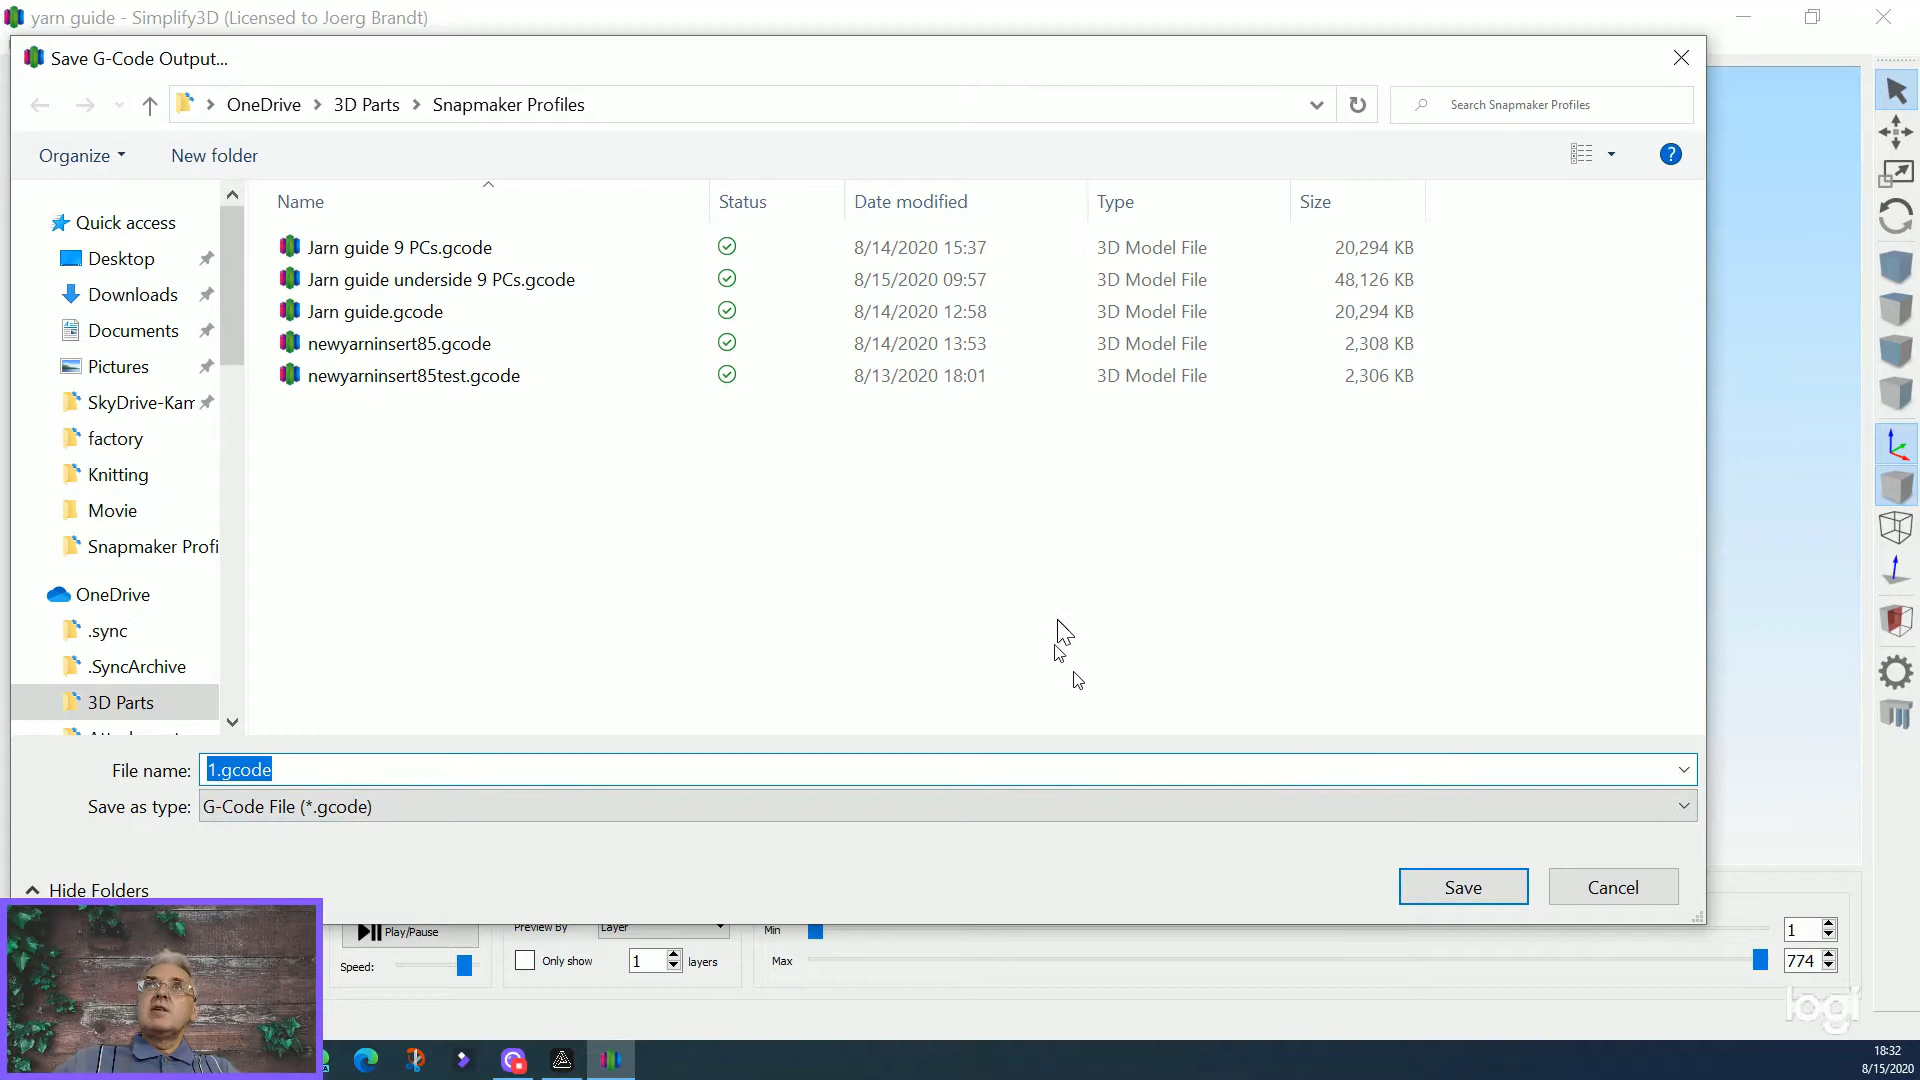 yarn guide - Simplify3D (Licensed to Joerg Brandt)
Save G-Code Output...
OneDrive
3D Parts
Snapmaker Profiles
Search Snapmaker Profiles
Organize
New folder
Name
Status
Date modified
Type
Size
Quick access
Desktop
Downloads
Documents
Pictures
SkyDrive-Kam
factory
Knitting
Movie
Snapmaker Profi
OneDrive
.sync
.SyncArchive
3D Parts
Jarn guide 9 PCs.gcode 8/14/2020 15:37 3D Model File 20,294 KB
Jarn guide underside 9 PCs.gcode 8/15/2020 09:57 3D Model File 48,126 KB
Jarn guide.gcode 8/14/2020 12:58 3D Model File 20,294 KB
newyarninsert85.gcode 8/14/2020 13:53 3D Model File 2,308 KB
newyarninsert85test.gcode 8/13/2020 18:01 3D Model File 2,306 KB
File name: 1.gcode
Save as type: G-Code File (*.gcode)
Hide Folders
Save
Cancel
Play/Pause
Speed:
Preview By Layer
Only show 1 layers
Min 1
Max 774
logi
18:32
8/15/2020